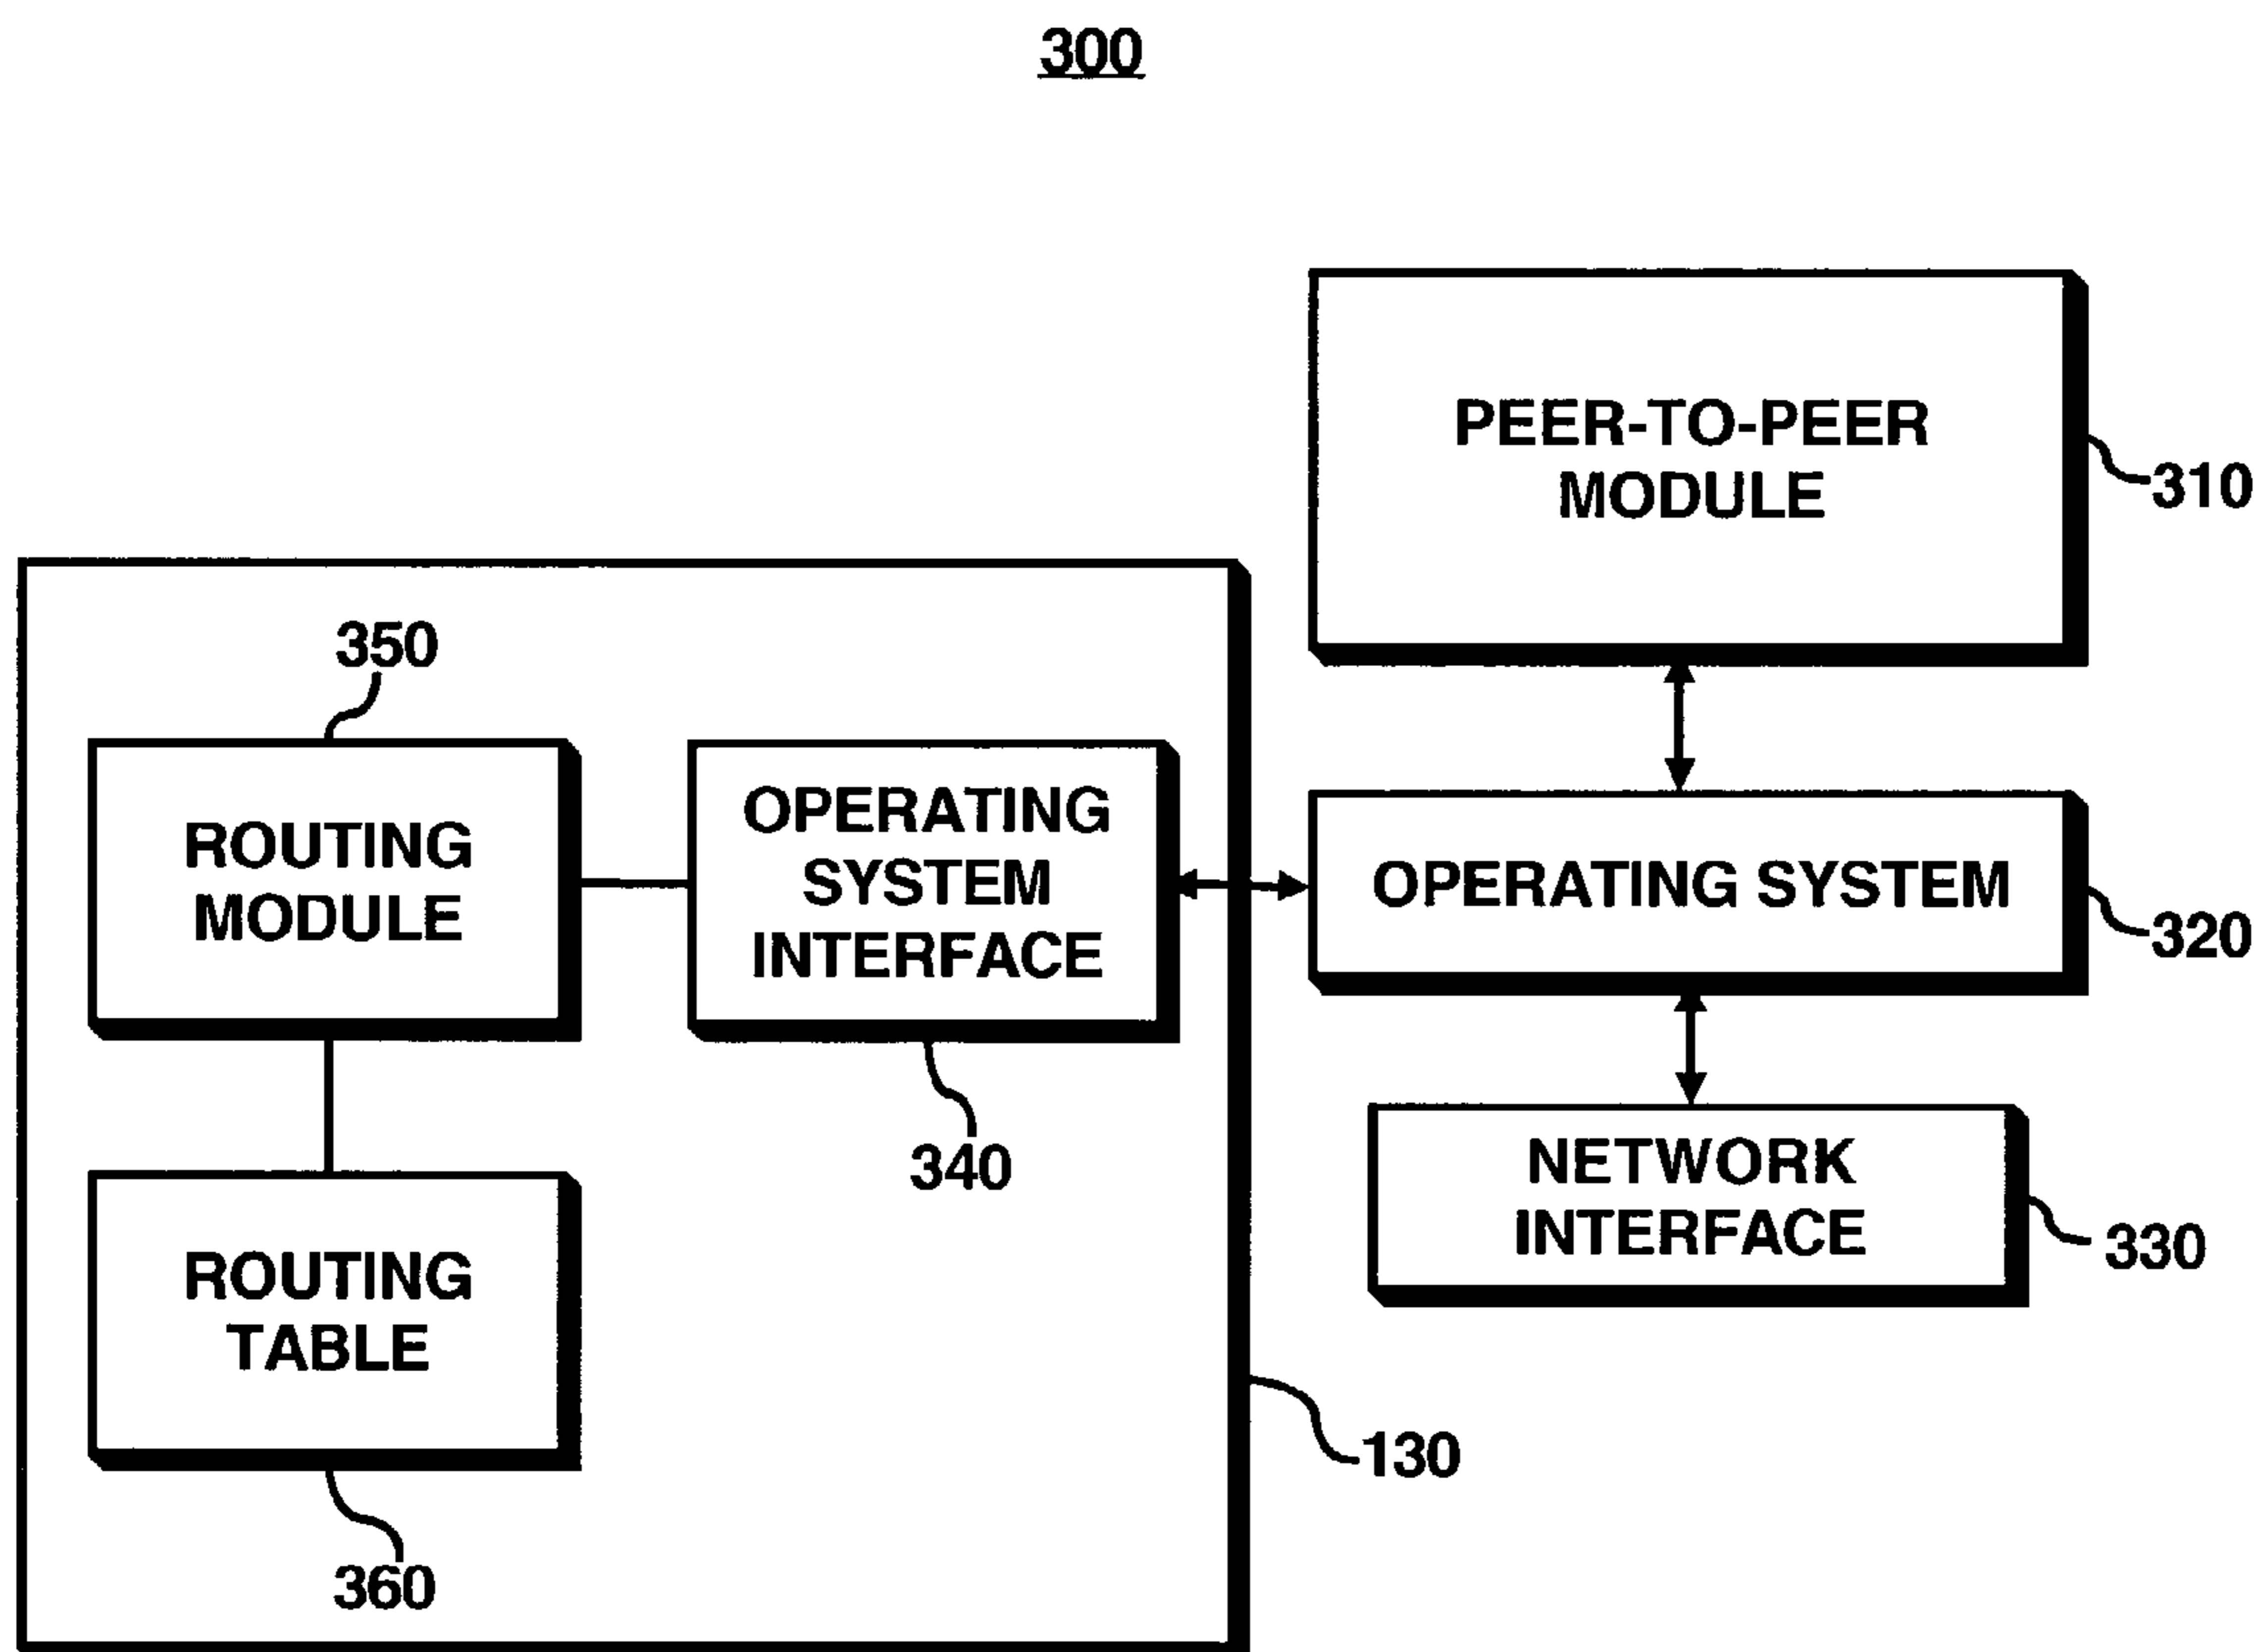 300
PEER-TO-PEER
MODULE
310
350
ROUTING
MODULE
OPERATING
SYSTEM
INTERFACE
OPERATING SYSTEM
320
340
NETWORK
INTERFACE
330
ROUTING
TABLE
130
360